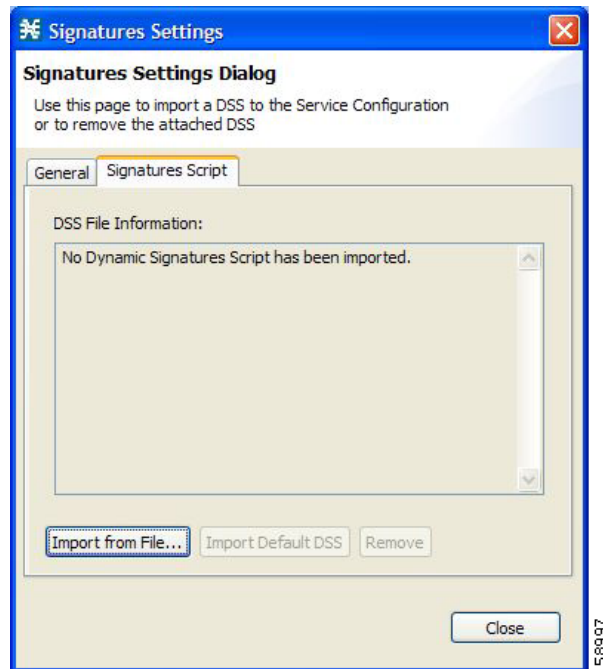 Signatures Settings
Signatures Settings Dialog
Use this page to import a DSS to the Service Configuration
or to remove the attached DSS
General Signatures Script
DSS File Information:
No Dynamic Signatures Script has been imported.
Import from File... Import Default DSS Remove
Close